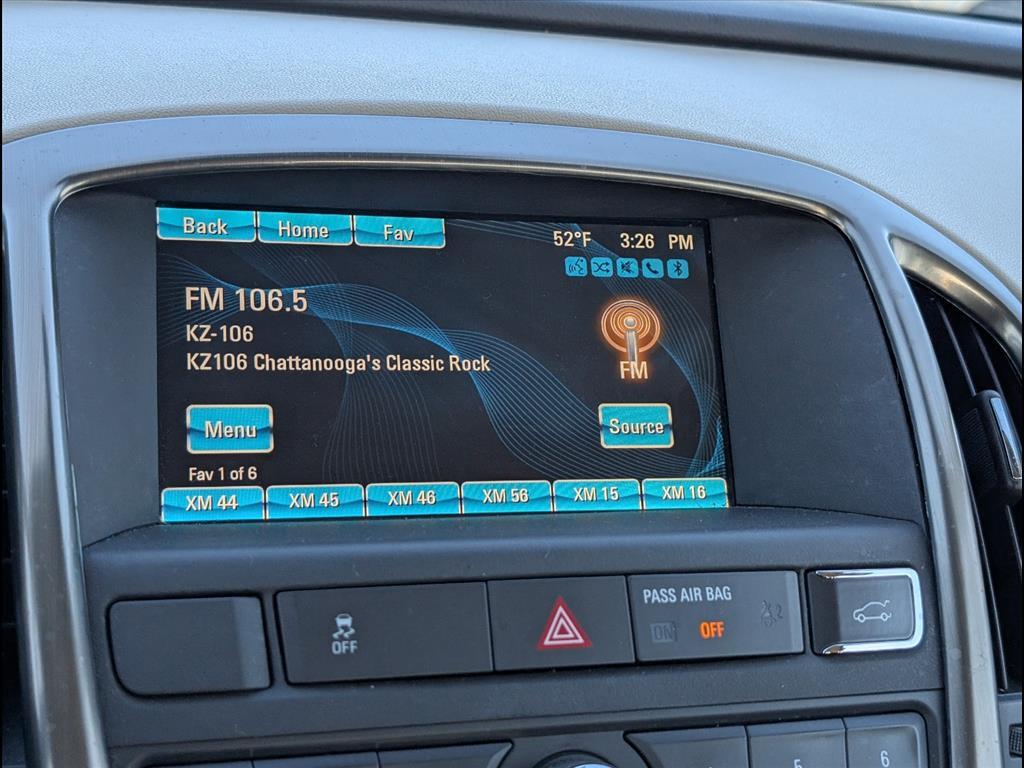 Back Home Fav 52°F 3:26 PM
FM 106.5
KZ-106
KZ106 Chattanooga's Classic Rock
FM
Menu Source
Fav 1 of 6
XM 44 XM 45 XM 46 XM 56 XM 15 XM 16
PASS AIR BAG
OFF ON OFF 2
5 6